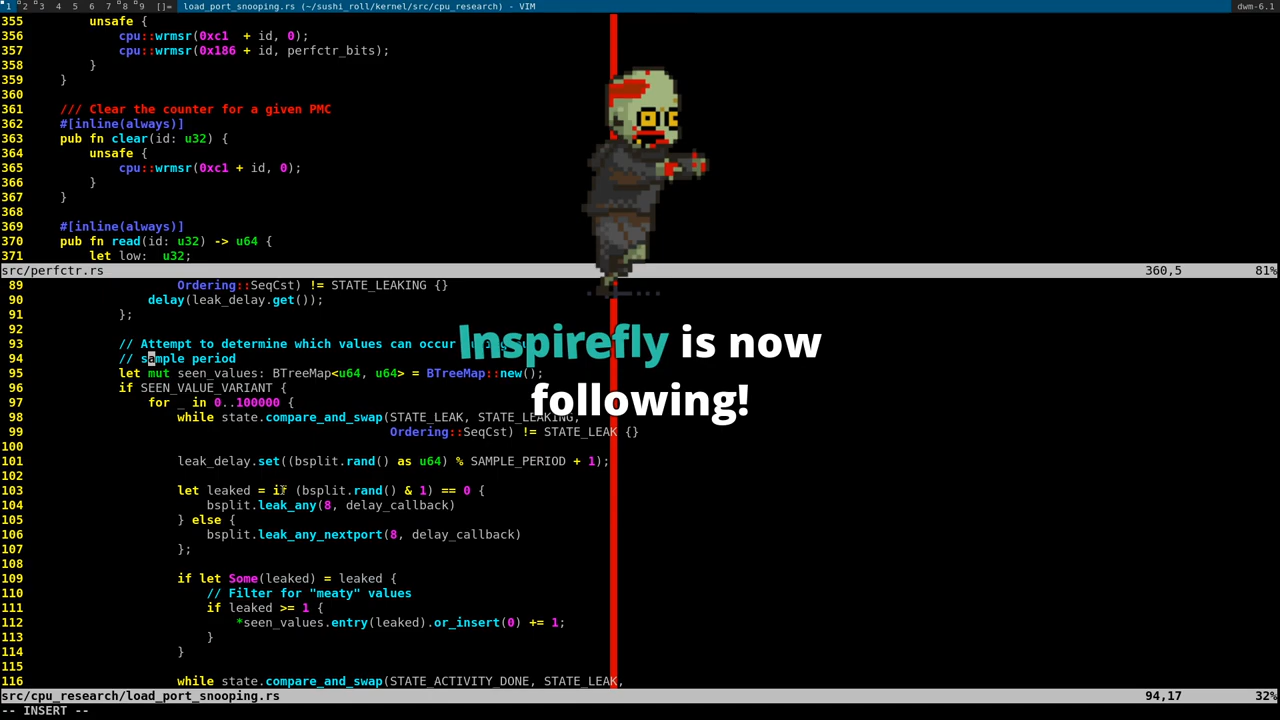 1 2 3 4 5 6 7 8 9 []= load_port_snooping.rs (~/sushi_roll/kernel/src/cpu_research) - VIM dwm-6.1
355 unsafe {
356 cpu::wrmsr(0xc1  + id, 0);
357 cpu::wrmsr(0x186 + id, perfctr_bits);
358 }
359 }
360
361 /// Clear the counter for a given PMC
362 #[inline(always)]
363 pub fn clear(id: u32) {
364 unsafe {
365 cpu::wrmsr(0xc1 + id, 0);
366 }
367 }
368
369 #[inline(always)]
370 pub fn read(id: u32) -> u64 {
371 let low:  u32;
src/perfctr.rs 360,5 81%
89 Ordering::SeqCst) != STATE_LEAKING {}
90 delay(leak_delay.get());
91 };
92
93 // Attempt to determine which values can occur
94 // sample period
95 let mut seen_values: BTreeMap<u64, u64> = BTreeMap::new();
96 if SEEN_VALUE_VARIANT {
97 for _ in 0..100000 {
98 while state.compare_and_swap(STATE_LEAK, STATE_LEAKING,
99 Ordering::SeqCst) != STATE_LEAK {}
100
101 leak_delay.set((bsplit.rand() as u64) % SAMPLE_PERIOD + 1);
102
103 let leaked = if (bsplit.rand() & 1) == 0 {
104 bsplit.leak_any(8, delay_callback)
105 } else {
106 bsplit.leak_any_nextport(8, delay_callback)
107 };
108
109 if let Some(leaked) = leaked {
110 // Filter for "meaty" values
111 if leaked >= 1 {
112 *seen_values.entry(leaked).or_insert(0) += 1;
113 }
114 }
115
116 while state.compare_and_swap(STATE_ACTIVITY_DONE, STATE_LEAK,
src/cpu_research/load_port_snooping.rs 94,17 32%
-- INSERT --
Inspirefly is now
following!